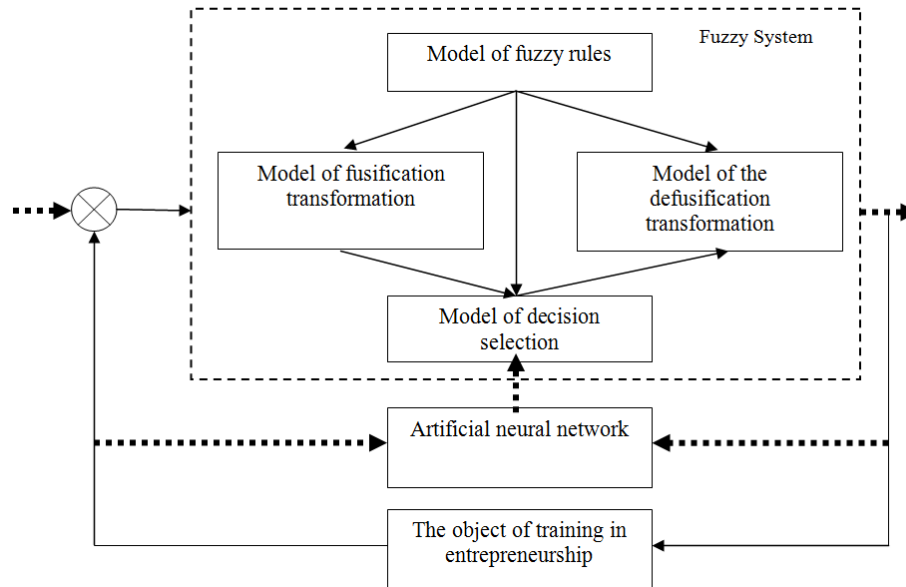 Fuzzy System
Model of fuzzy rules
Model of fusification
transformation
Model of the
defusification
transformation
Model of decision
selection
Artificial neural network
The object of training in
entrepreneurship